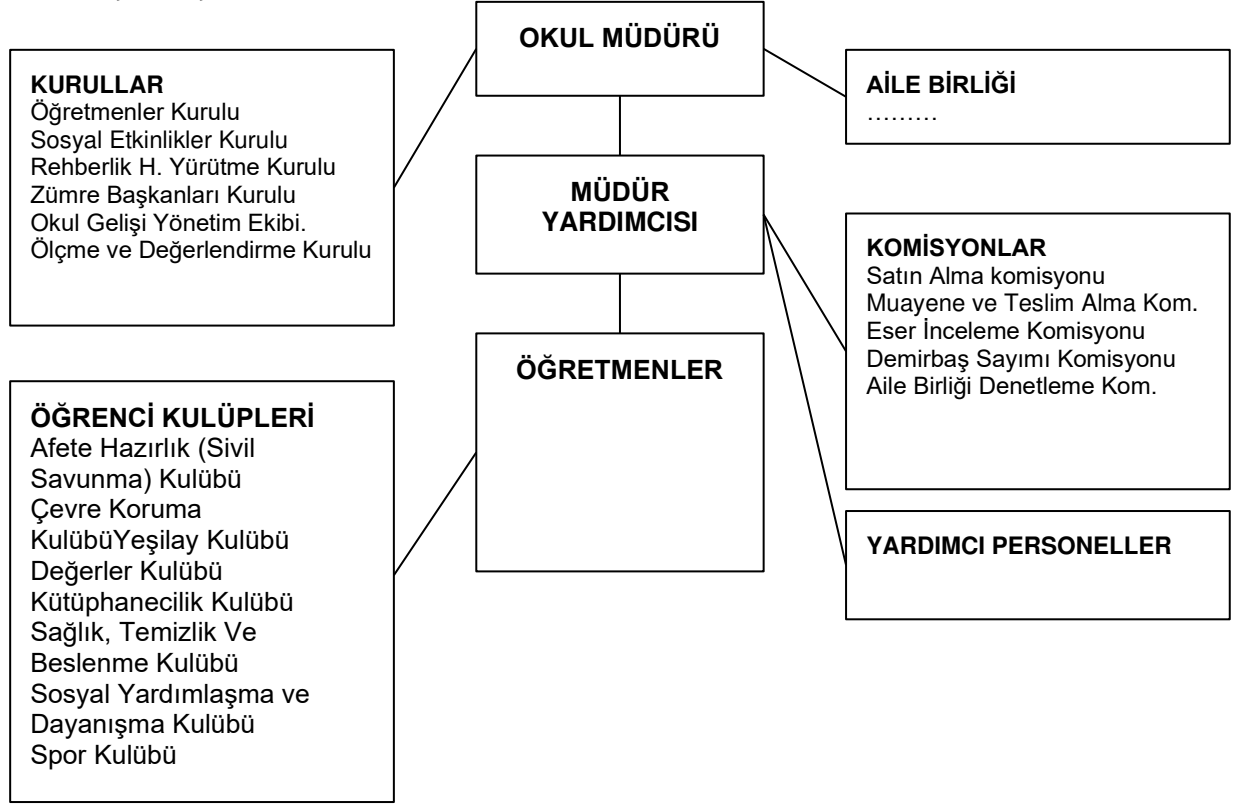 OKUL MÜDÜRÜ
KURULLAR
Öğretmenler Kurulu
Sosyal Etkinlikler Kurulu
Rehberlik H. Yürütme Kurulu
Zümre Başkanları Kurulu
Okul Gelişi Yönetim Ekibi.
Ölçme ve Değerlendirme Kurulu
AİLE BİRLİĞİ
………
MÜDÜR
YARDIMCISI
KOMİSYONLAR
Satın Alma komisyonu
Muayene ve Teslim Alma Kom.
Eser İnceleme Komisyonu
Demirbaş Sayımı Komisyonu
Aile Birliği Denetleme Kom.
ÖĞRETMENLER
ÖĞRENCİ KULÜPLERİ
Afete Hazırlık (Sivil
Savunma) Kulübü
Çevre Koruma
KulübüYeşilay Kulübü
Değerler Kulübü
Kütüphanecilik Kulübü
Sağlık, Temizlik Ve
Beslenme Kulübü
Sosyal Yardımlaşma ve
Dayanışma Kulübü
Spor Kulübü
YARDIMCI PERSONELLER